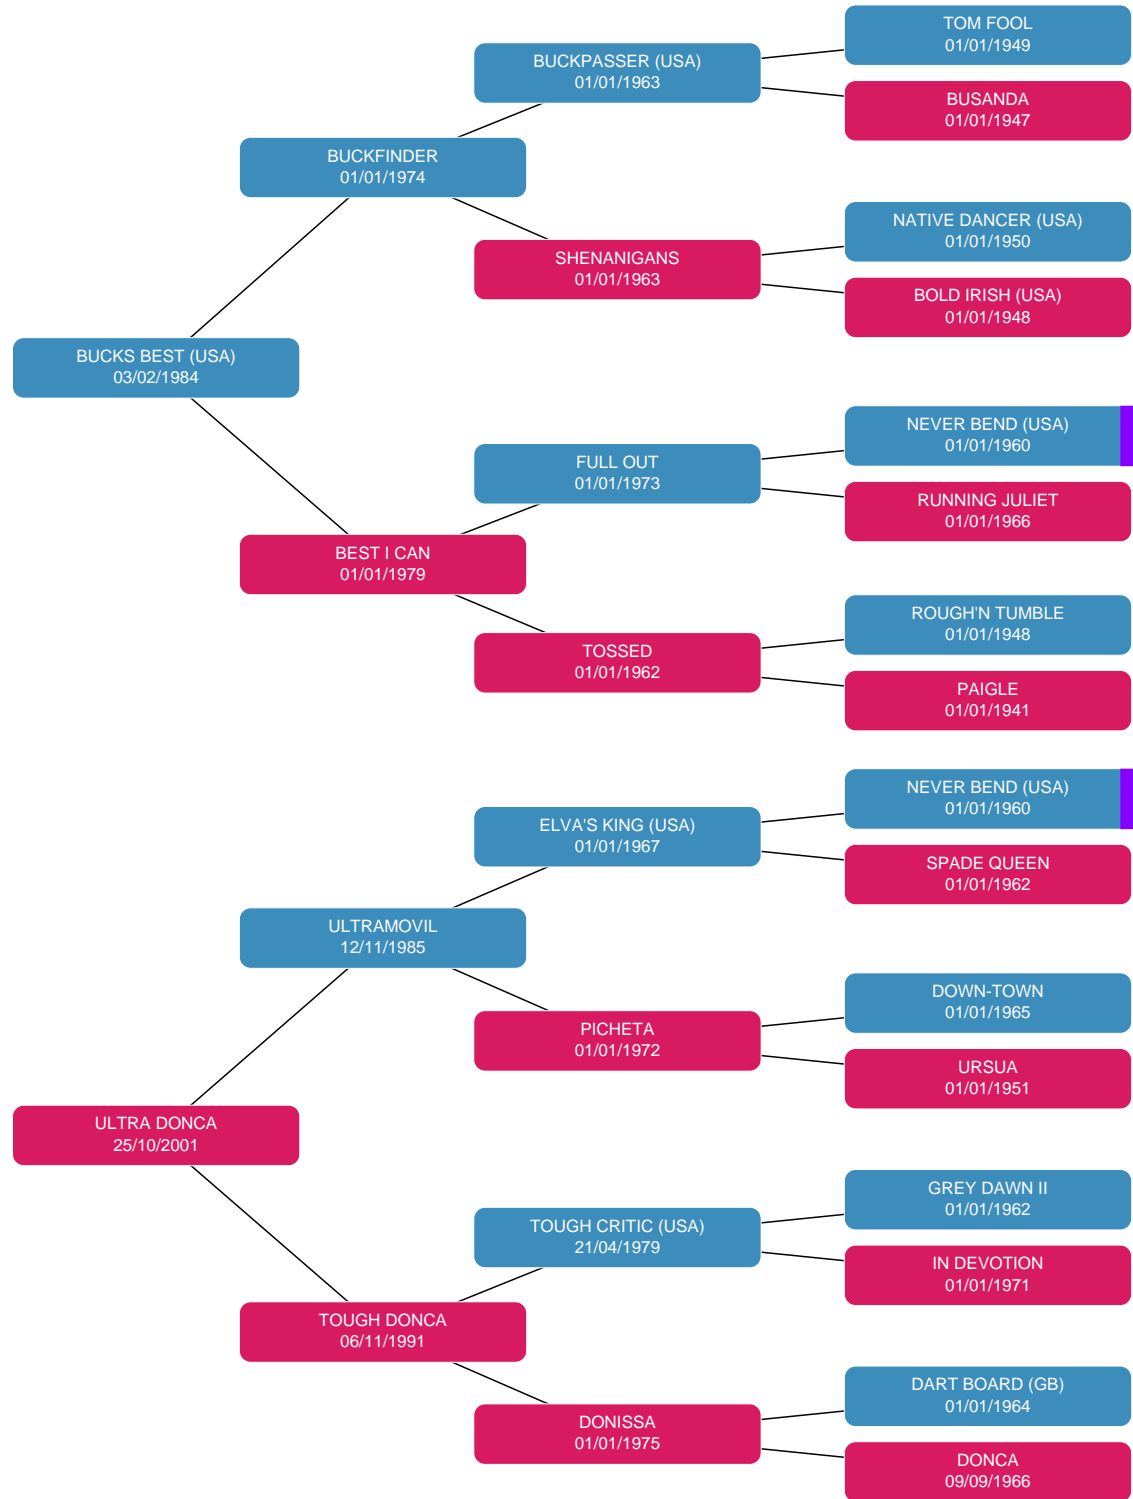 TOM FOOL
01/01/1949
BUCKPASSER (USA)
01/01/1963
BUSANDA
01/01/1947
BUCKFINDER
01/01/1974
NATIVE DANCER (USA)
01/01/1950
SHENANIGANS
01/01/1963
BOLD IRISH (USA)
01/01/1948
BUCKS BEST (USA)
03/02/1984
NEVER BEND (USA)
01/01/1960
FULL OUT
01/01/1973
RUNNING JULIET
01/01/1966
BEST I CAN
01/01/1979
ROUGH'N TUMBLE
01/01/1948
TOSSED
01/01/1962
PAIGLE
01/01/1941
NEVER BEND (USA)
01/01/1960
ELVA'S KING (USA)
01/01/1967
SPADE QUEEN
01/01/1962
ULTRAMOVIL
12/11/1985
DOWN-TOWN
01/01/1965
PICHETA
01/01/1972
URSUA
01/01/1951
ULTRA DONCA
25/10/2001
GREY DAWN II
01/01/1962
TOUGH CRITIC (USA)
21/04/1979
IN DEVOTION
01/01/1971
TOUGH DONCA
06/11/1991
DART BOARD (GB)
01/01/1964
DONISSA
01/01/1975
DONCA
09/09/1966